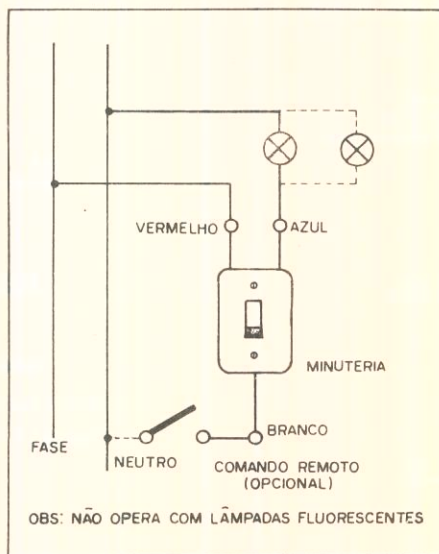 VERMELHO
AZUL
MINUTERIA
BRANCO
FASE
NEUTRO
COMANDO REMOTO
(OPCIONAL)
OBS: NÃO OPERA COM LÂMPADAS FLUORESCENTES